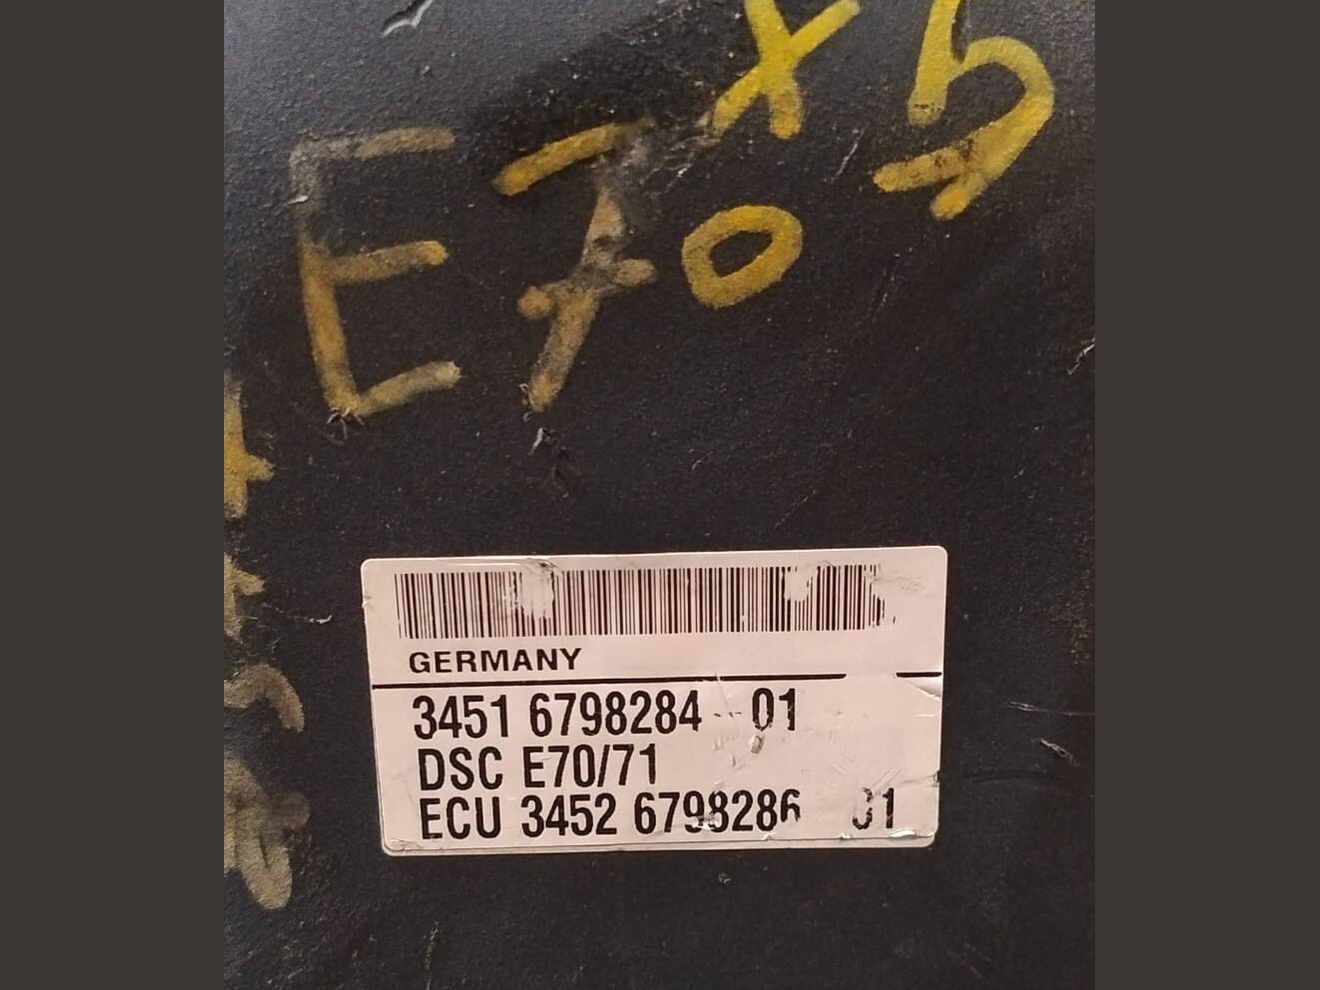 x5
E70
GERMANY
3451 6798284 01
DSC E70/71
ECU 3452 6798286 01